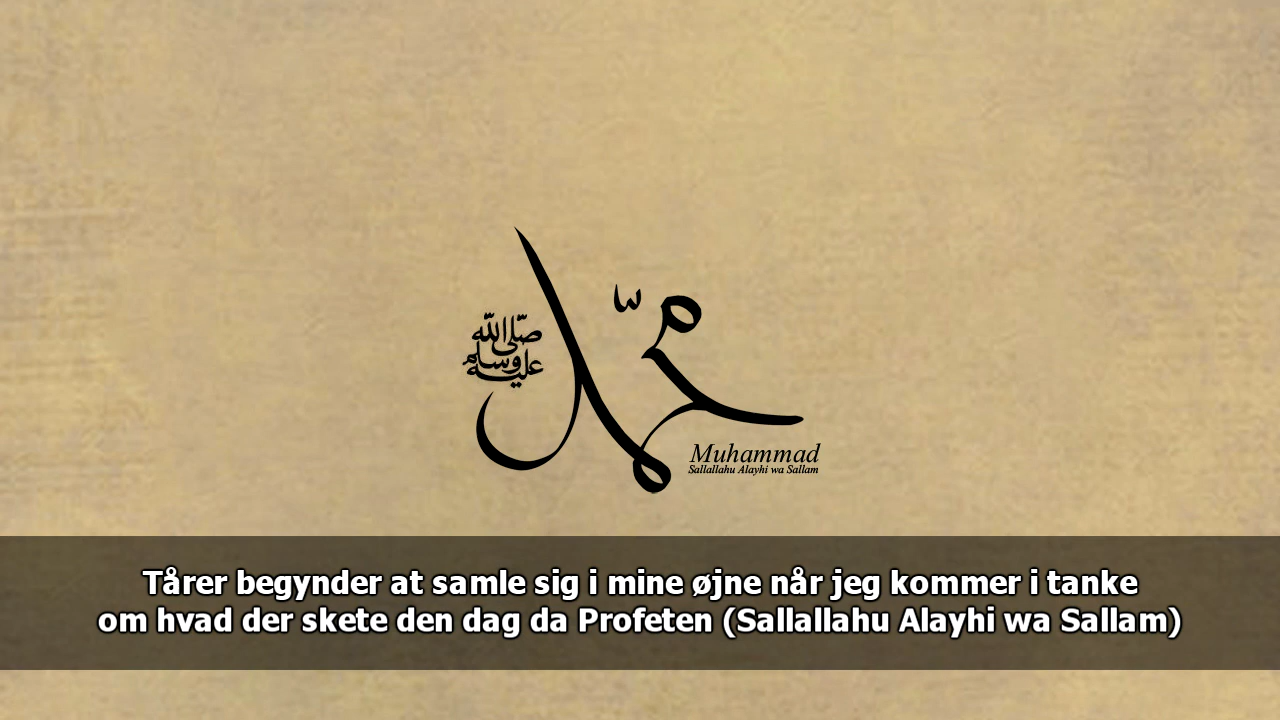 محمد
صلى الله
عليه وسلم
Muhammad
Sallallahu Alayhi wa Sallam
Tårer begynder at samle sig i mine øjne når jeg kommer i tanke
om hvad der skete den dag da Profeten (Sallallahu Alayhi wa Sallam)